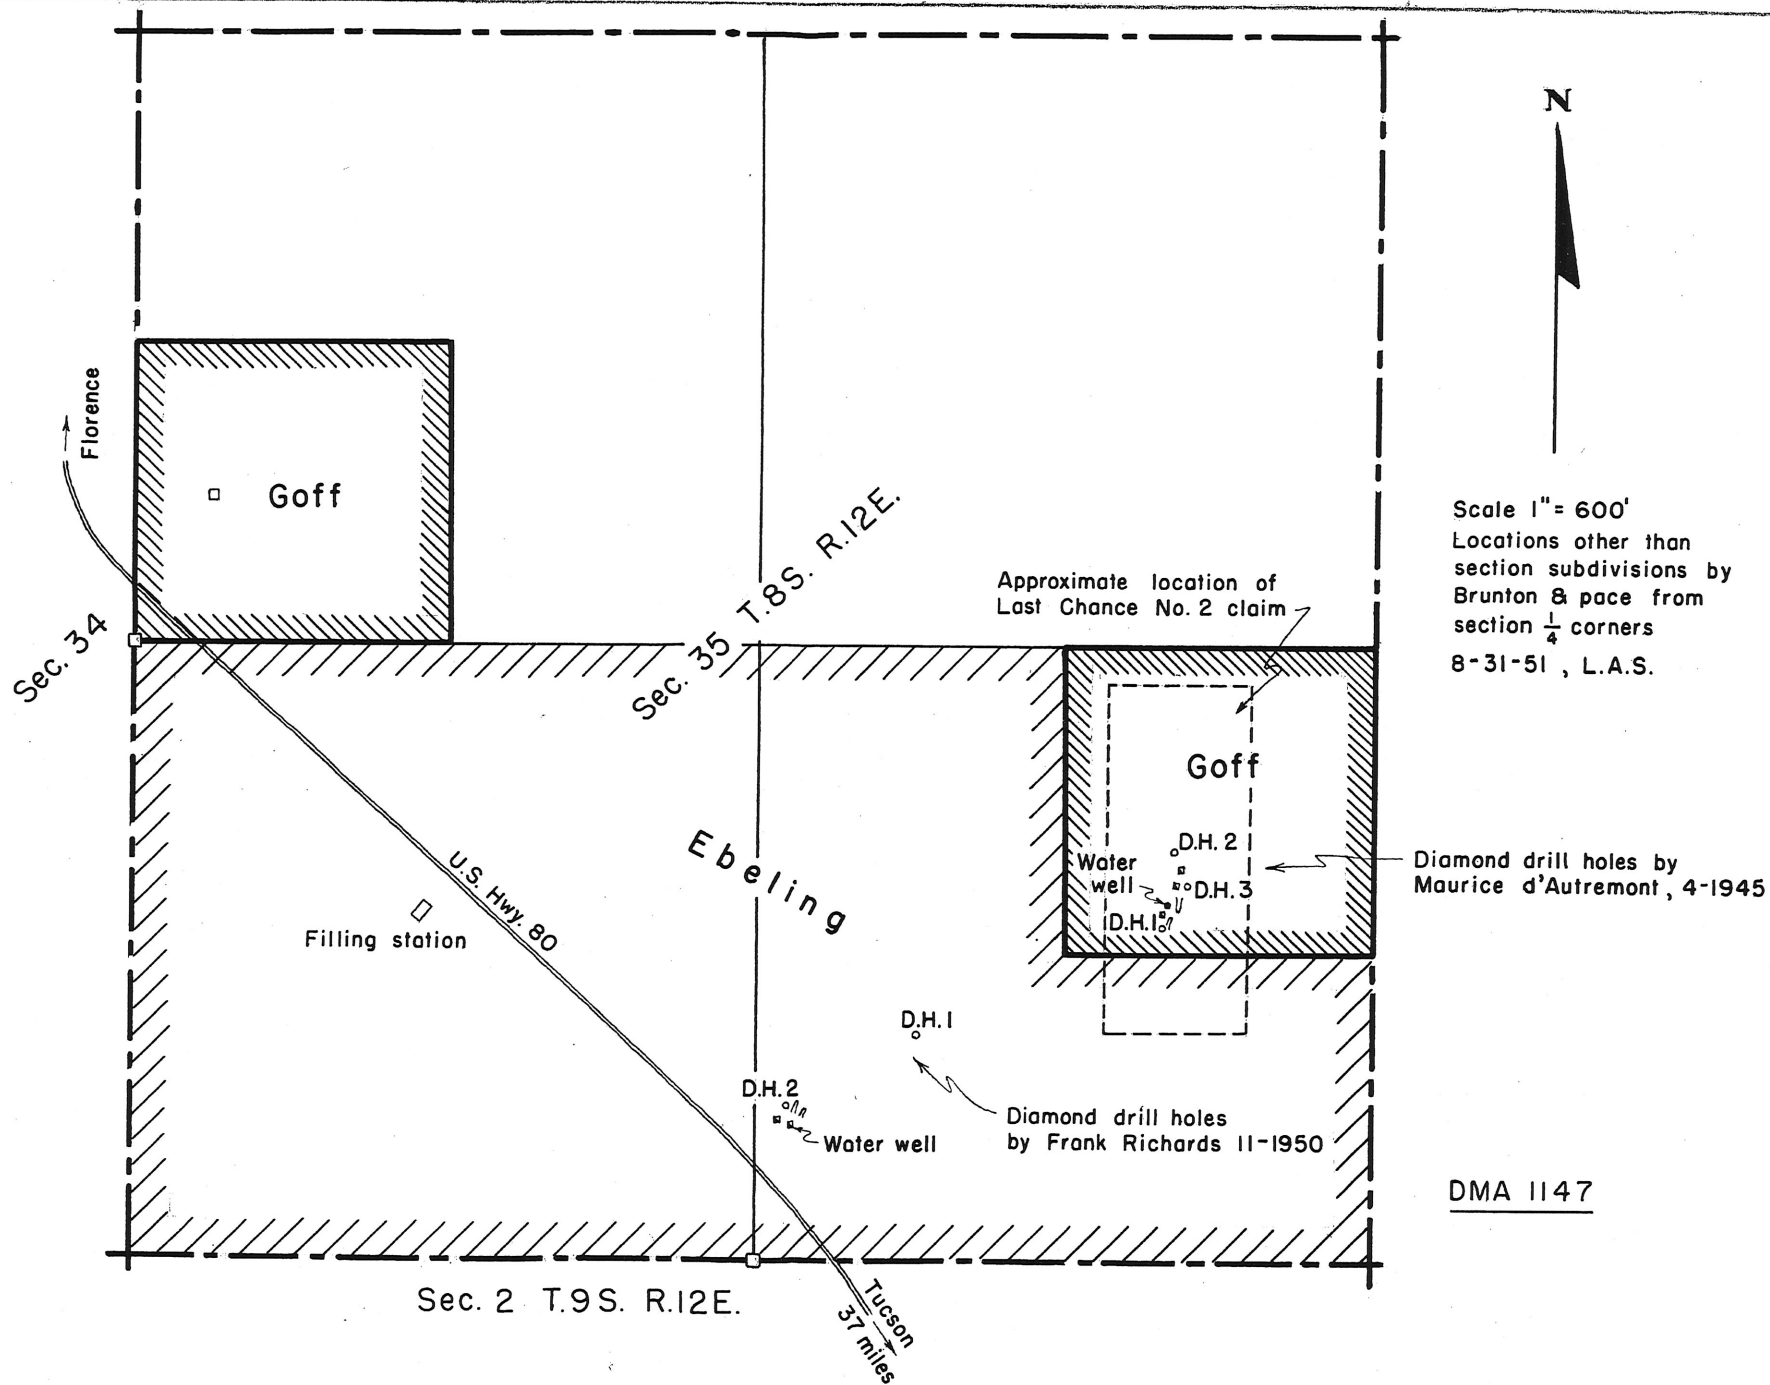 N
Florence
Goff
Scale 1" = 600'
Locations other than
section subdivisions by
Brunton & pace from
section 1/4 corners
8-31-51 , L.A.S.
Approximate location of
Last Chance No. 2 claim
Sec. 34
Sec. 35 T.8S. R.12E.
Goff
D.H. 2
Water
well
D.H. 3
D.H.1
Diamond drill holes by
Maurice d'Autremont, 4-1945
Ebeling
U.S. Hwy. 80
Filling station
D.H.1
D.H.2
Water well
Diamond drill holes
by Frank Richards 11-1950
DMA 1147
Sec. 2 T.9S. R.12E.
Tucson
37 miles